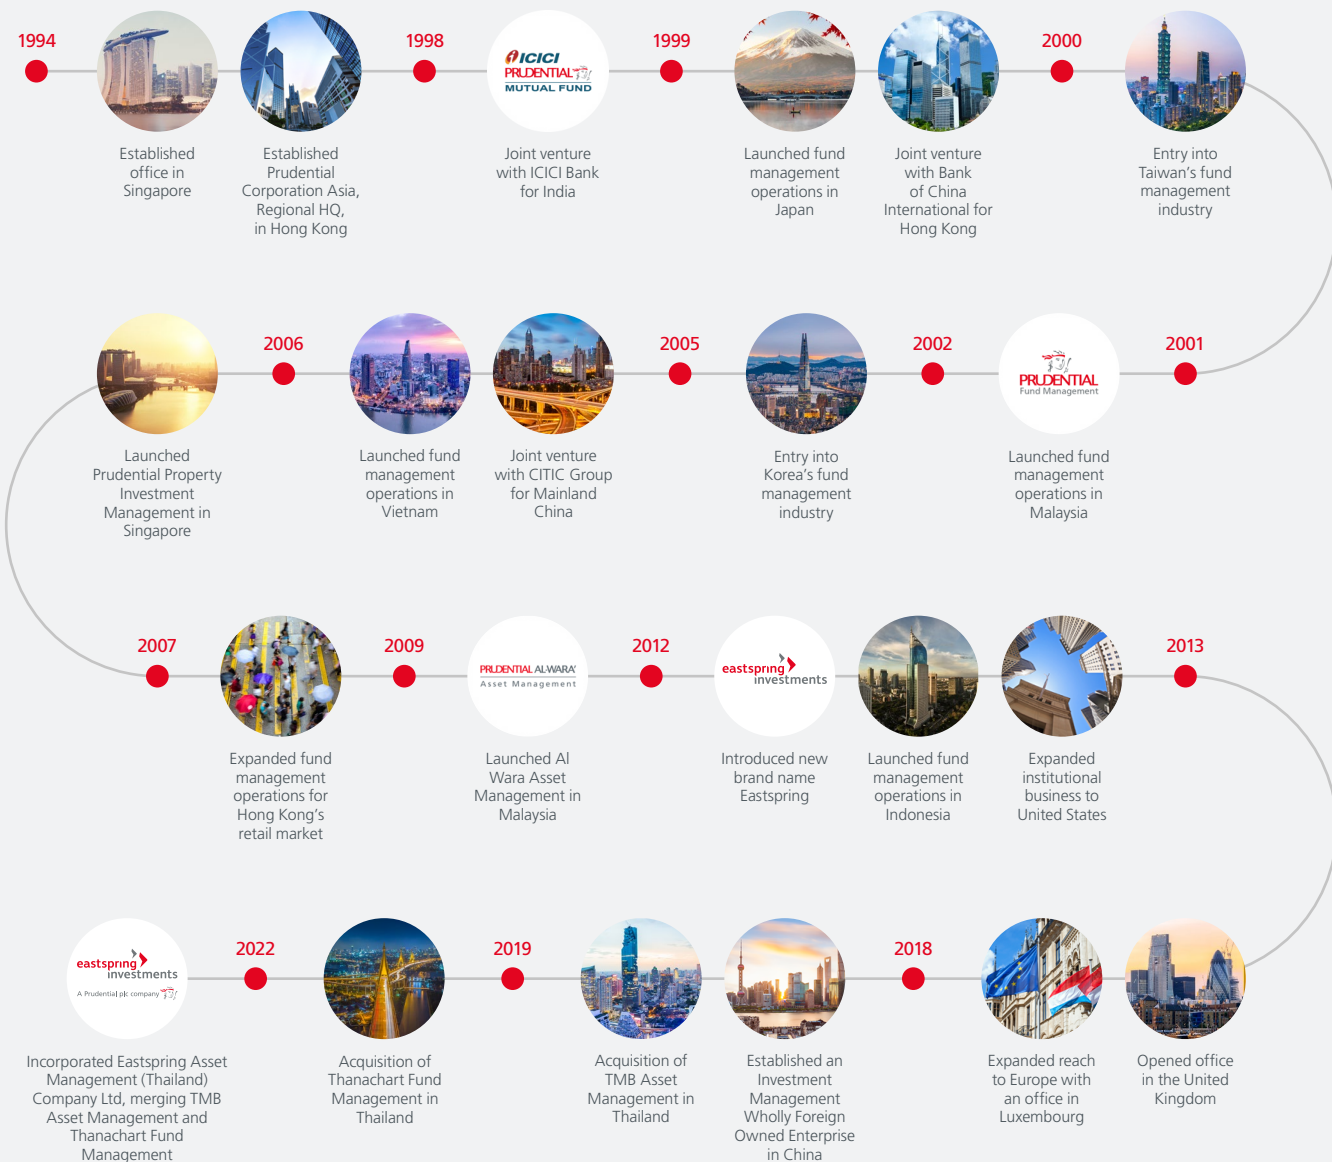 1994
Established
office in
Singapore
Established
Prudential
Corporation Asia,
Regional HQ,
in Hong Kong
1998
ICICI
PRUDENTIAL
MUTUAL FUND
Joint venture
with ICICI Bank
for India
1999
Launched fund
management
operations in
Japan
Joint venture
with Bank
of China
International for
Hong Kong
2000
Entry into
Taiwan’s fund
management
industry
2001
PRUDENTIAL
Fund Management
Launched fund
management
operations in
Malaysia
2002
Entry into
Korea’s fund
management
industry
2005
Joint venture
with CITIC Group
for Mainland
China
Launched fund
management
operations in
Vietnam
2006
Launched
Prudential Property
Investment
Management in
Singapore
2007
Expanded fund
management
operations for
Hong Kong’s
retail market
2009
PRUDENTIAL AL-WARA’
Asset Management
Launched Al
Wara Asset
Management in
Malaysia
2012
eastspring
investments
Introduced new
brand name
Eastspring
Launched fund
management
operations in
Indonesia
Expanded
institutional
business to
United States
2013
Opened office
in the United
Kingdom
Expanded reach
to Europe with
an office in
Luxembourg
2018
Established an
Investment
Management
Wholly Foreign
Owned Enterprise
in China
Acquisition of
TMB Asset
Management in
Thailand
2019
Acquisition of
Thanachart Fund
Management in
Thailand
2022
eastspring
investments
A Prudential plc company
Incorporated Eastspring Asset
Management (Thailand)
Company Ltd, merging TMB
Asset Management and
Thanachart Fund
Management